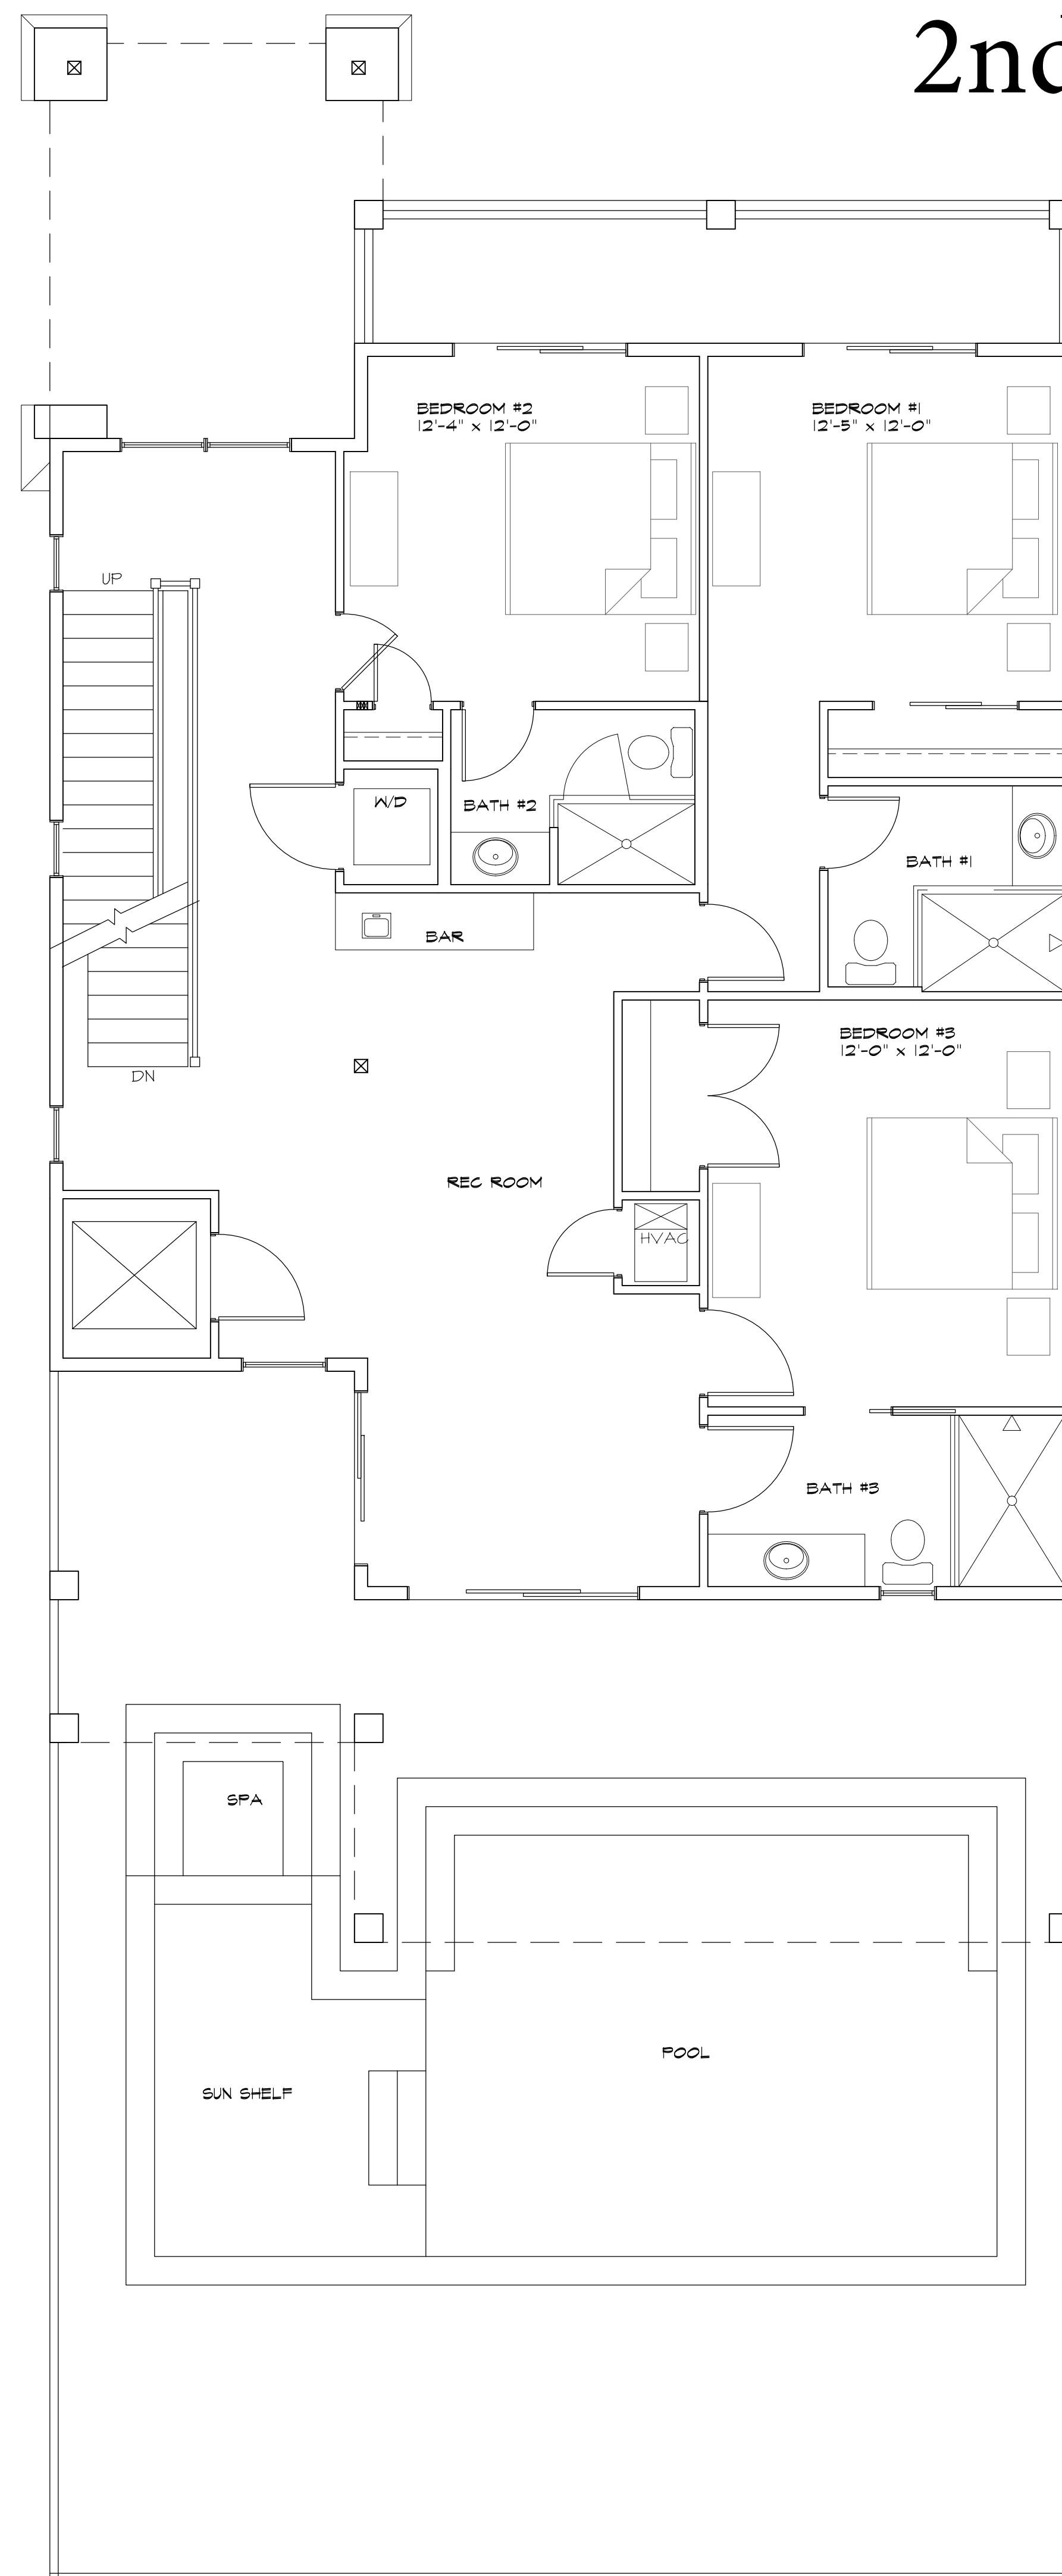 2nd
BEDROOM #2
12'-4" x 12'-0"
BEDROOM #1
12'-5" x 12'-0"
UP
W/D
BATH #2
BATH #1
BAR
BEDROOM #3
12'-0" x 12'-0"
DN
REC ROOM
HVAC
BATH #3
SPA
POOL
SUN SHELF